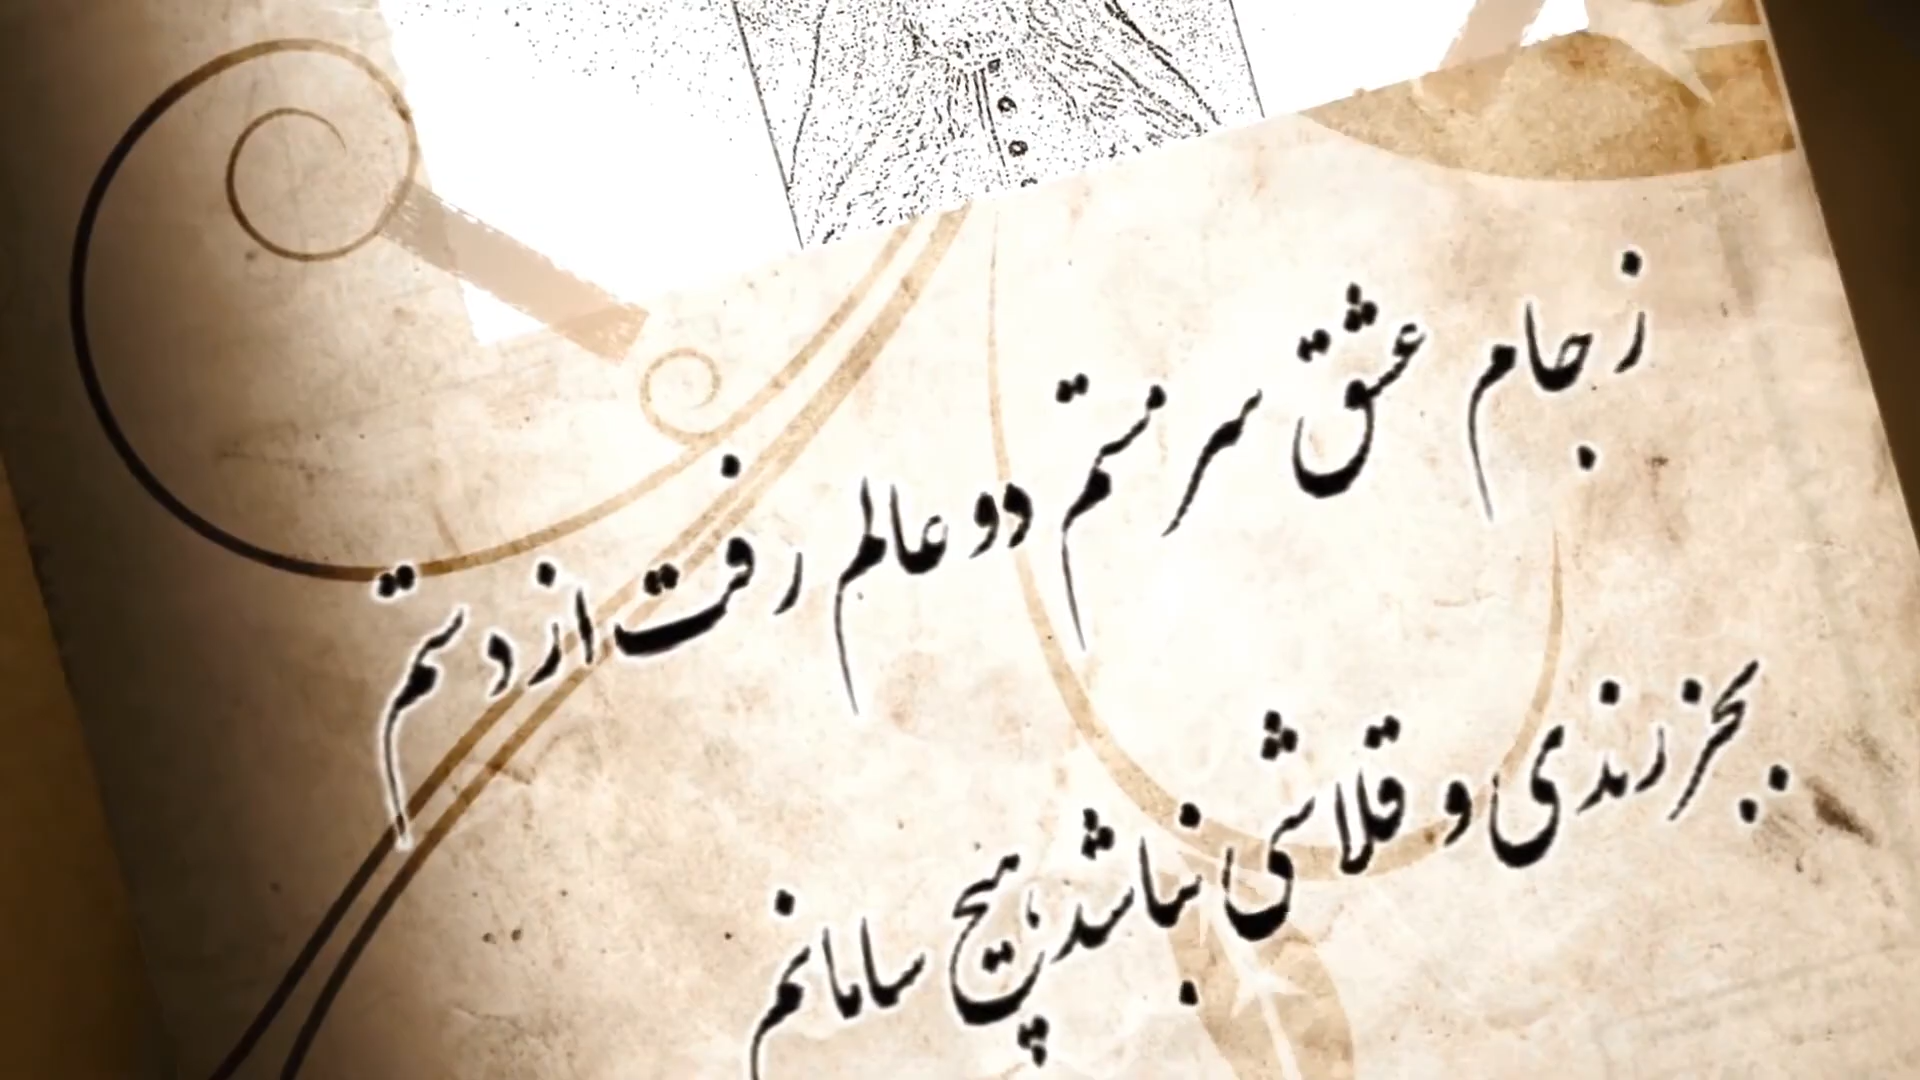 ز جام عشق سرمستم دو عالم رفت از دستم
بجز رندی و قلاشی نباشد هیچ سامانم